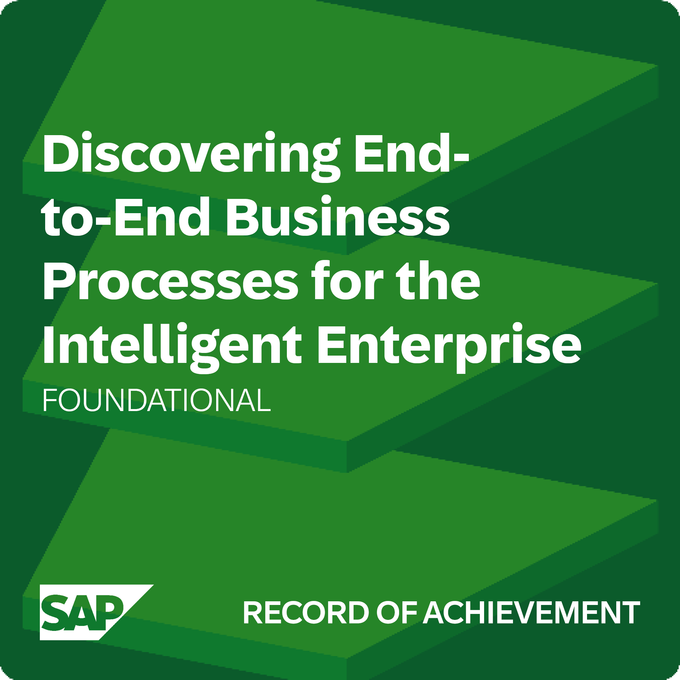 Discovering End-
to-End Business
Processes for the
Intelligent Enterprise
FOUNDATIONAL
SAP
RECORD OF ACHIEVEMENT